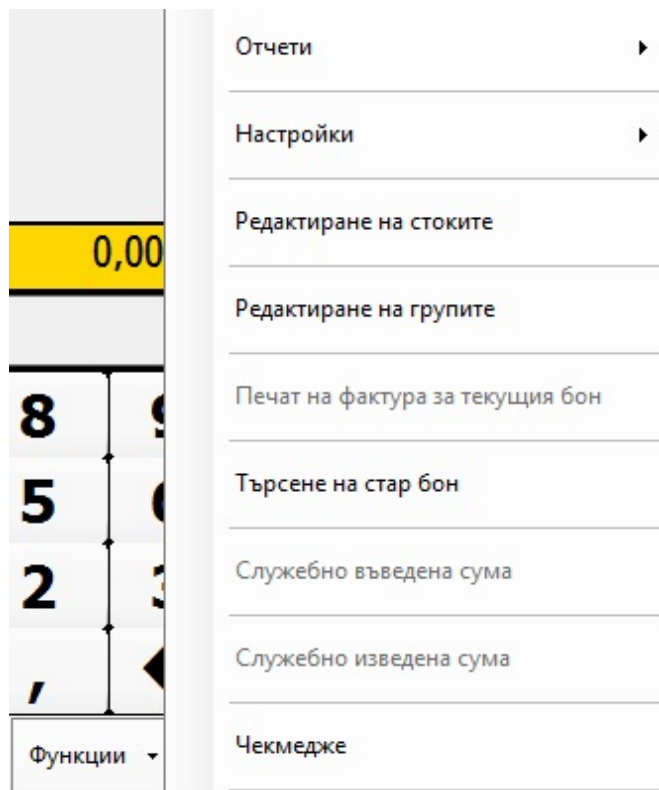 Отчети
Настройки
Редактиране на стоките
0,00
Редактиране на групите
Печат на фактура за текущия бон
8
Търсене на стар бон
5
Служебно въведена сума
2
Служебно изведена сума
,
Функции
Чекмедже